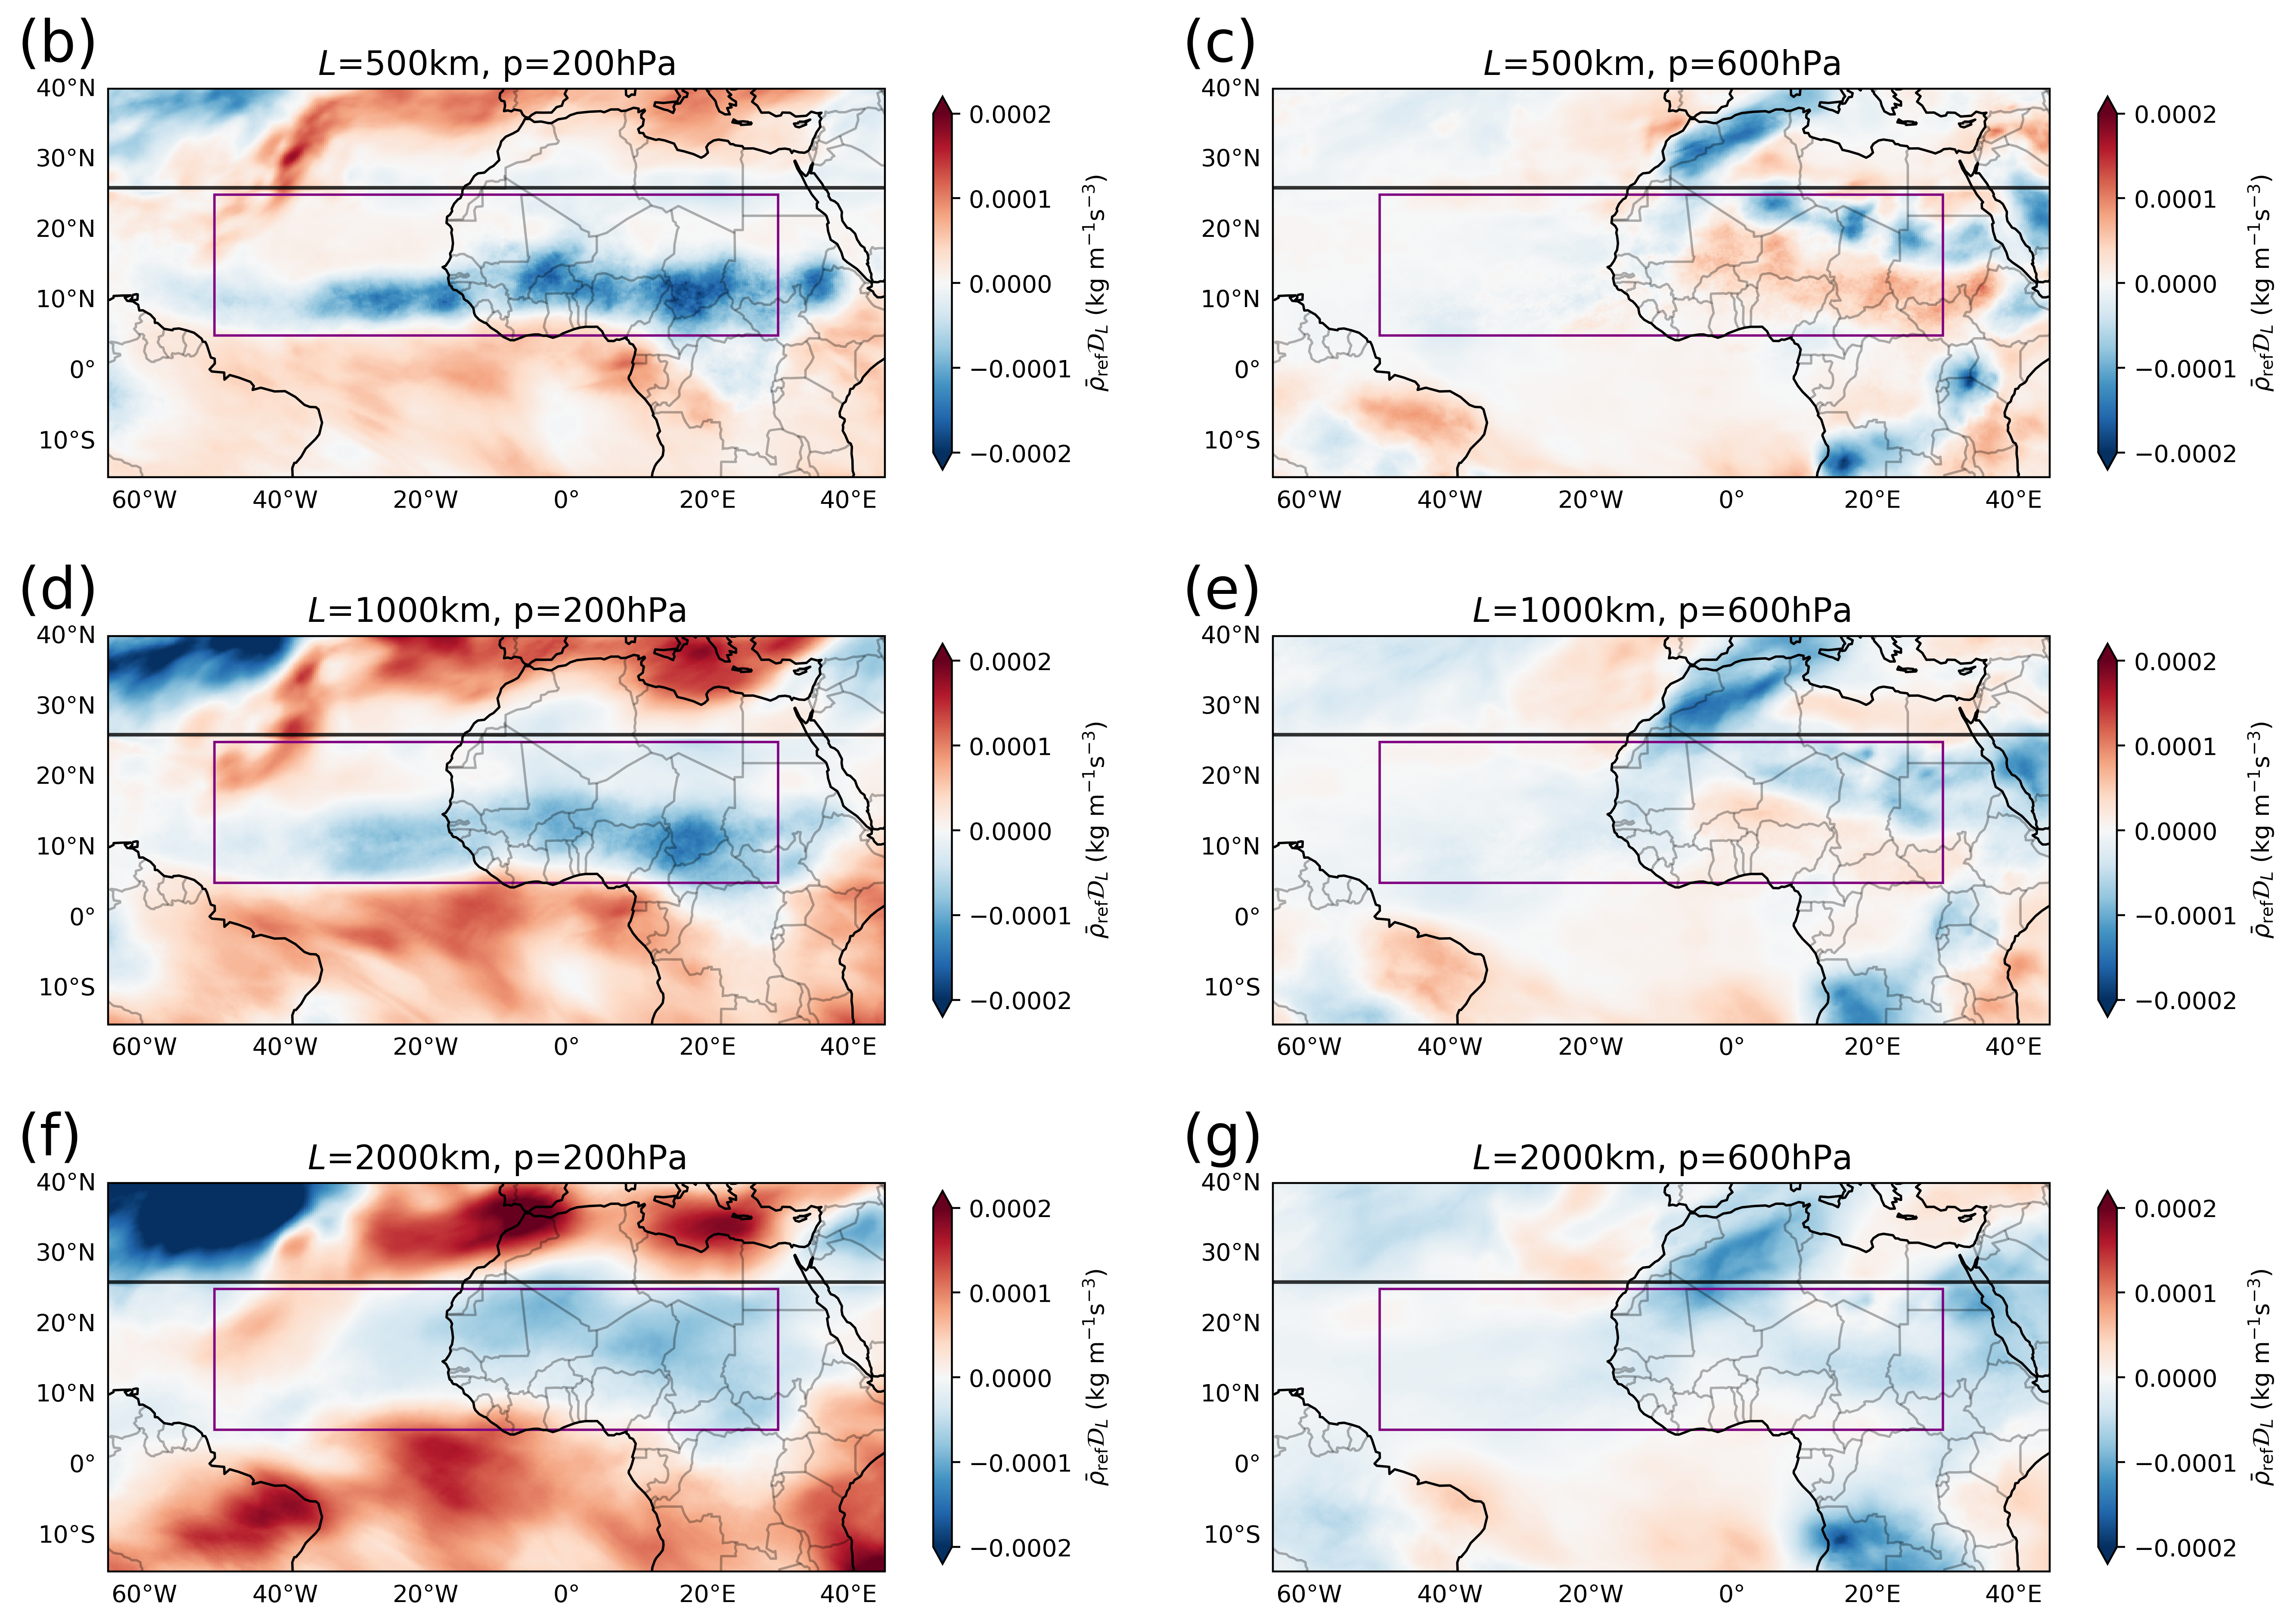 (b)
L=500km, p=200hPa
40°N
30°N
20°N
10°N
0°
10°S
60°W 40°W 20°W 0° 20°E 40°E
0.0002
0.0001
0.0000
−0.0001
−0.0002
ρ̄ref𝒟L (kg m−1s−3)
(c)
L=500km, p=600hPa
40°N
30°N
20°N
10°N
0°
10°S
60°W 40°W 20°W 0° 20°E 40°E
0.0002
0.0001
0.0000
−0.0001
−0.0002
ρ̄ref𝒟L (kg m−1s−3)
(d)
L=1000km, p=200hPa
40°N
30°N
20°N
10°N
0°
10°S
60°W 40°W 20°W 0° 20°E 40°E
0.0002
0.0001
0.0000
−0.0001
−0.0002
ρ̄ref𝒟L (kg m−1s−3)
(e)
L=1000km, p=600hPa
40°N
30°N
20°N
10°N
0°
10°S
60°W 40°W 20°W 0° 20°E 40°E
0.0002
0.0001
0.0000
−0.0001
−0.0002
ρ̄ref𝒟L (kg m−1s−3)
(f)
L=2000km, p=200hPa
40°N
30°N
20°N
10°N
0°
10°S
60°W 40°W 20°W 0° 20°E 40°E
0.0002
0.0001
0.0000
−0.0001
−0.0002
ρ̄ref𝒟L (kg m−1s−3)
(g)
L=2000km, p=600hPa
40°N
30°N
20°N
10°N
0°
10°S
60°W 40°W 20°W 0° 20°E 40°E
0.0002
0.0001
0.0000
−0.0001
−0.0002
ρ̄ref𝒟L (kg m−1s−3)